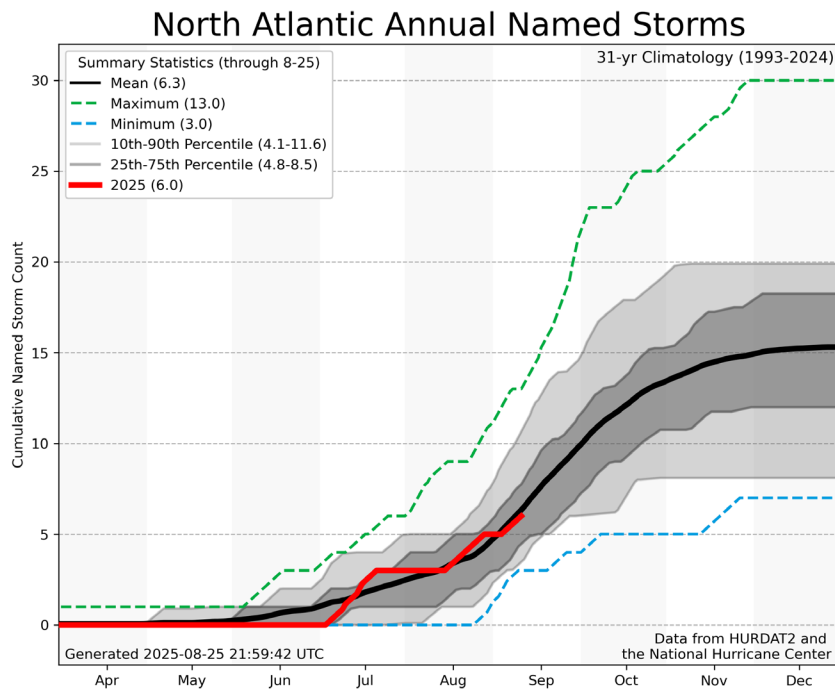 North Atlantic Annual Named Storms
Summary Statistics (through 8-25)
Mean (6.3)
Maximum (13.0)
Minimum (3.0)
10th-90th Percentile (4.1-11.6)
25th-75th Percentile (4.8-8.5)
2025 (6.0)
31-yr Climatology (1993-2024)
Cumulative Named Storm Count
30
25
20
15
10
5
0
Generated 2025-08-25 21:59:42 UTC
Data from HURDAT2 and
the National Hurricane Center
Apr May Jun Jul Aug Sep Oct Nov Dec